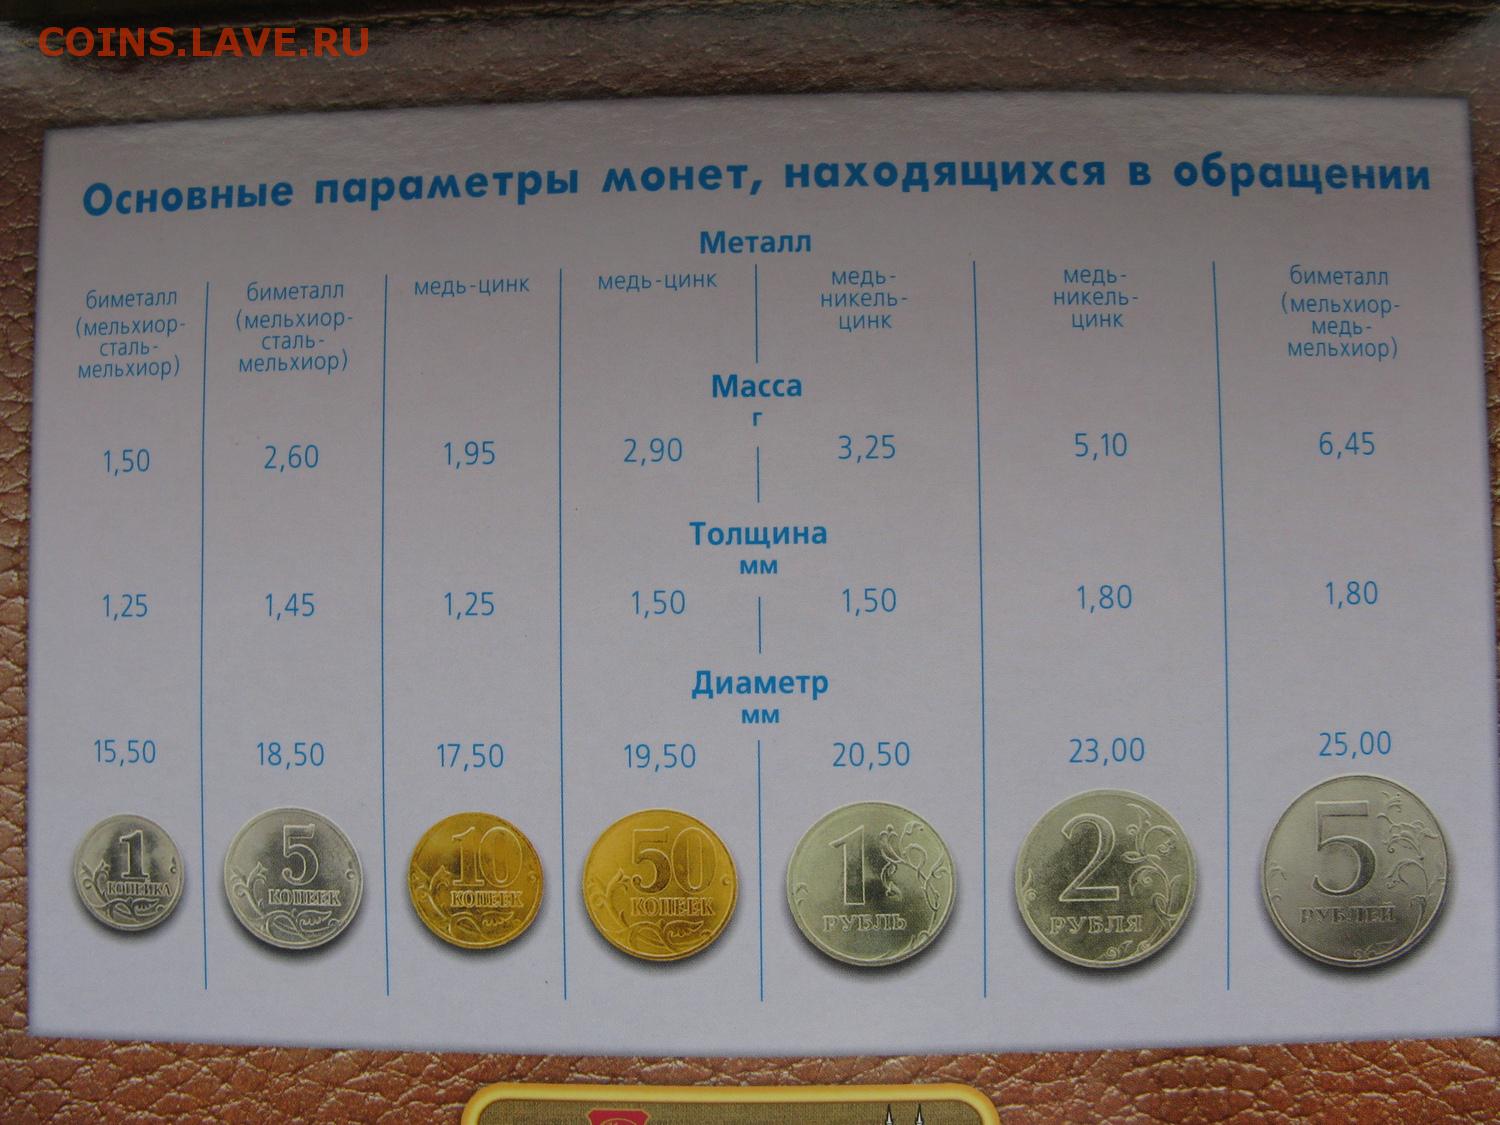 COINS.LAVE.RU
Основные параметры монет, находящихся в обращении
Металл
биметалл
(мельхиор-
сталь-
мельхиор)
биметалл
(мельхиор-
сталь-
мельхиор)
медь-цинк
медь-цинк
медь-
никель-
цинк
медь-
никель-
цинк
биметалл
(мельхиор-
медь-
мельхиор)
Масса
г
1,50 2,60 1,95 2,90 3,25 5,10 6,45
Толщина
мм
1,25 1,45 1,25 1,50 1,50 1,80 1,80
Диаметр
мм
15,50 18,50 17,50 19,50 20,50 23,00 25,00
1
КОПЕЙКА
5
КОПЕЕК
10
КОПЕЕК
50
КОПЕЕК
1
РУБЛЬ
2
РУБЛЯ
5
РУБЛЕЙ